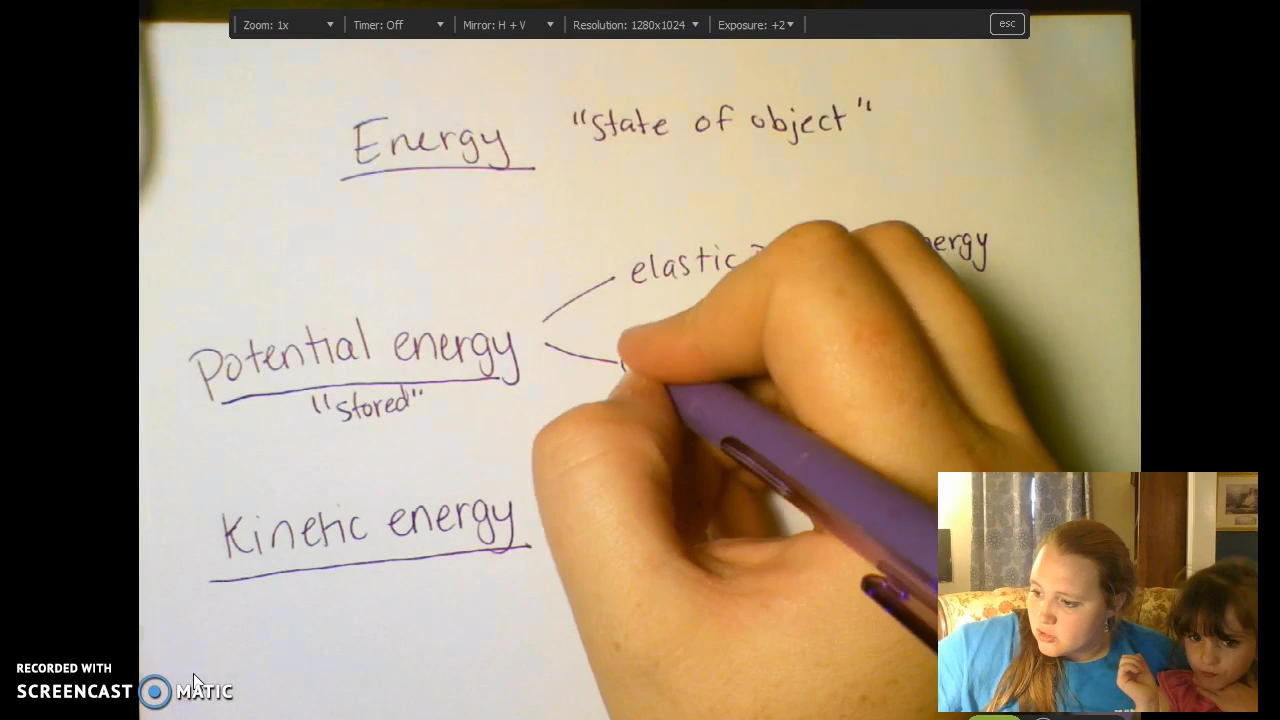 Zoom: 1x Timer: Off Mirror: H + V Resolution: 1280x1024 Exposure: +2 esc
Energy "state of object"
elastic
Potential energy
"stored"
Kinetic energy
RECORDED WITH
SCREENCAST MATIC